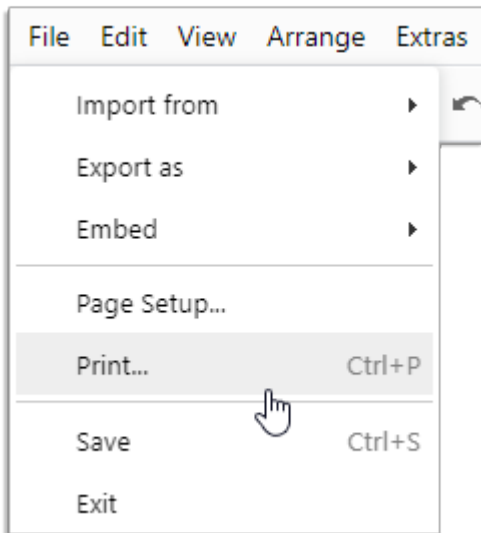 File Edit View Arrange Extras
Import from
Export as
Embed
Page Setup...
Print... Ctrl+P
Save Ctrl+S
Exit